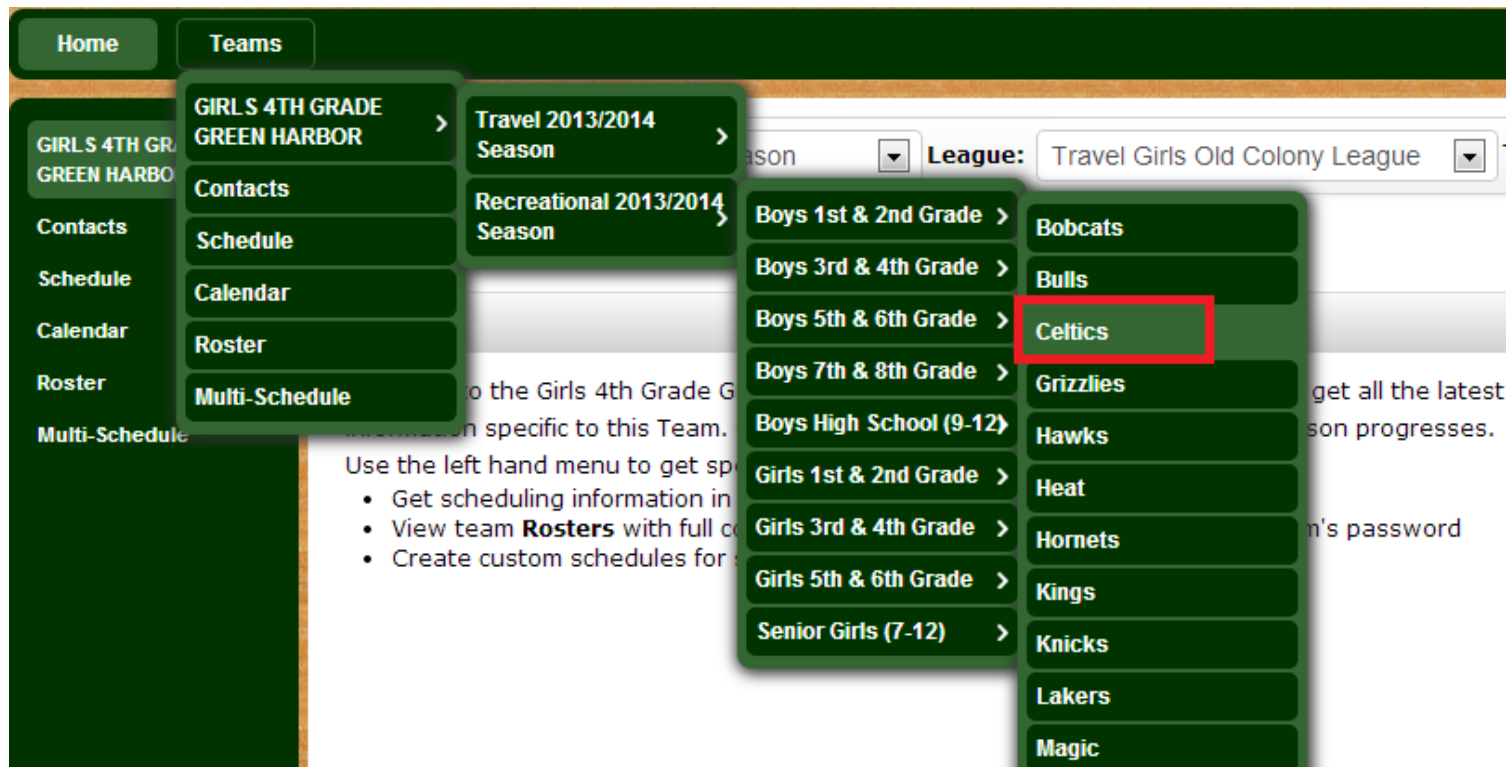 Home
Teams
GIRLS 4TH GR
GREEN HARBO
Contacts
Schedule
Calendar
Roster
Multi-Schedule
GIRLS 4TH GRADE
GREEN HARBOR
Contacts
Schedule
Calendar
Roster
Multi-Schedule
Travel 2013/2014
Season
Recreational 2013/2014
Season
League:
Travel Girls Old Colony League
Boys 1st & 2nd Grade
Boys 3rd & 4th Grade
Boys 5th & 6th Grade
Boys 7th & 8th Grade
Boys High School (9-12)
Girls 1st & 2nd Grade
Girls 3rd & 4th Grade
Girls 5th & 6th Grade
Senior Girls (7-12)
Bobcats
Bulls
Celtics
Grizzlies
Hawks
Heat
Hornets
Kings
Knicks
Lakers
Magic
to the Girls 4th Grade G get all the latest
specific to this Team. son progresses.
Use the left hand menu to get sp
• Get scheduling information in
• View team Rosters with full co m's password
• Create custom schedules for